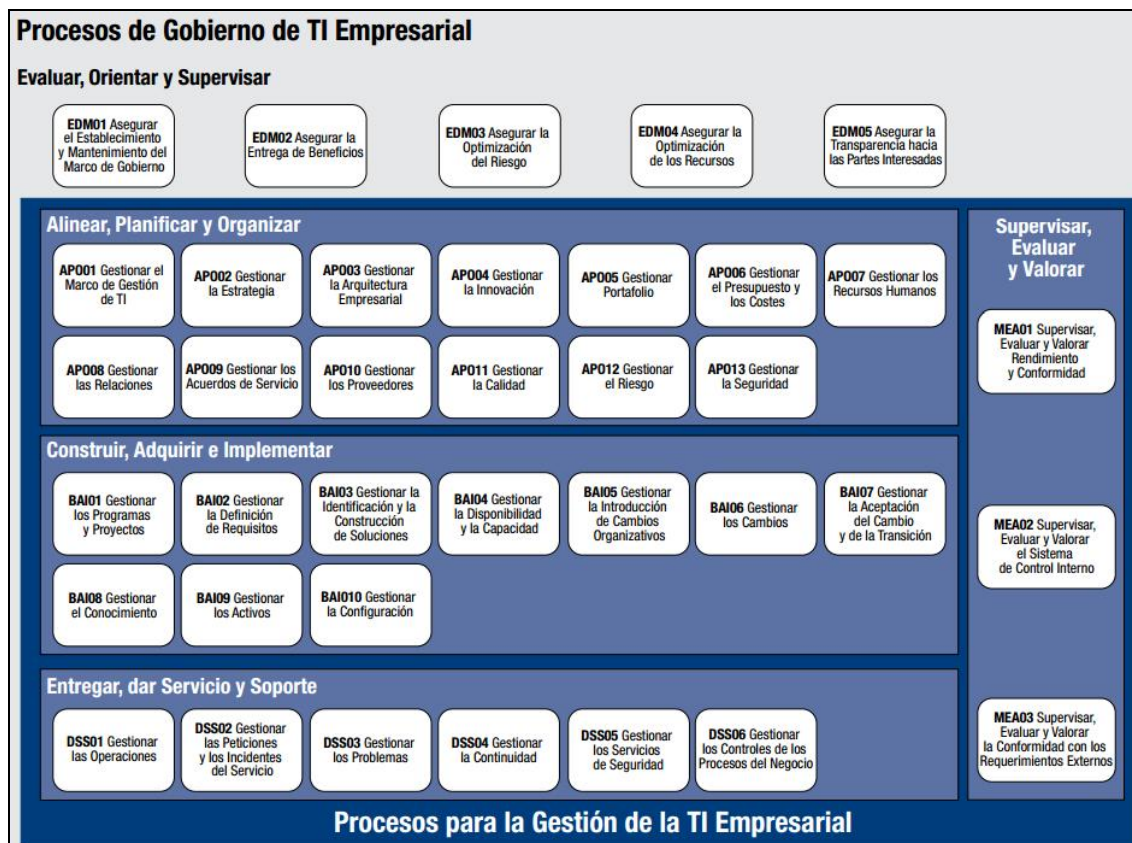 Procesos de Gobierno de TI Empresarial
Evaluar, Orientar y Supervisar
EDM01 Asegurar
el Establecimiento
y Mantenimiento del
Marco de Gobierno
EDM02 Asegurar la
Entrega de Beneficios
EDM03 Asegurar la
Optimización
del Riesgo
EDM04 Asegurar la
Optimización
de los Recursos
EDM05 Asegurar la
Transparencia hacia
las Partes Interesadas
Alinear, Planificar y Organizar
APO01 Gestionar el
Marco de Gestión
de TI
APO02 Gestionar
la Estrategia
APO03 Gestionar
la Arquitectura
Empresarial
APO04 Gestionar
la Innovación
APO05 Gestionar
Portafolio
APO06 Gestionar
el Presupuesto y
los Costes
APO07 Gestionar los
Recursos Humanos
APO08 Gestionar
las Relaciones
APO09 Gestionar los
Acuerdos de Servicio
APO10 Gestionar
los Proveedores
APO11 Gestionar
la Calidad
APO12 Gestionar
el Riesgo
APO13 Gestionar
la Seguridad
Construir, Adquirir e Implementar
BAI01 Gestionar
los Programas
y Proyectos
BAI02 Gestionar
la Definición
de Requisitos
BAI03 Gestionar la
Identificación y la
Construcción
de Soluciones
BAI04 Gestionar
la Disponibilidad
y la Capacidad
BAI05 Gestionar
la Introducción
de Cambios
Organizativos
BAI06 Gestionar
los Cambios
BAI07 Gestionar
la Aceptación
del Cambio
y de la Transición
BAI08 Gestionar
el Conocimiento
BAI09 Gestionar
los Activos
BAI010 Gestionar
la Configuración
Entregar, dar Servicio y Soporte
DSS01 Gestionar
las Operaciones
DSS02 Gestionar
las Peticiones
y los Incidentes
del Servicio
DSS03 Gestionar
los Problemas
DSS04 Gestionar
la Continuidad
DSS05 Gestionar
los Servicios
de Seguridad
DSS06 Gestionar
los Controles de los
Procesos del Negocio
Supervisar,
Evaluar
y Valorar
MEA01 Supervisar,
Evaluar y Valorar
Rendimiento
y Conformidad
MEA02 Supervisar,
Evaluar y Valorar
el Sistema
de Control Interno
MEA03 Supervisar,
Evaluar y Valorar
la Conformidad con los
Requerimientos Externos
Procesos para la Gestión de la TI Empresarial